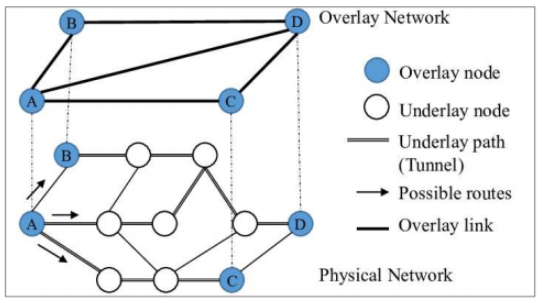 B
D
Overlay Network
A
C
Overlay node
Underlay node
Underlay path
(Tunnel)
Possible routes
Overlay link
B
A
D
C
Physical Network